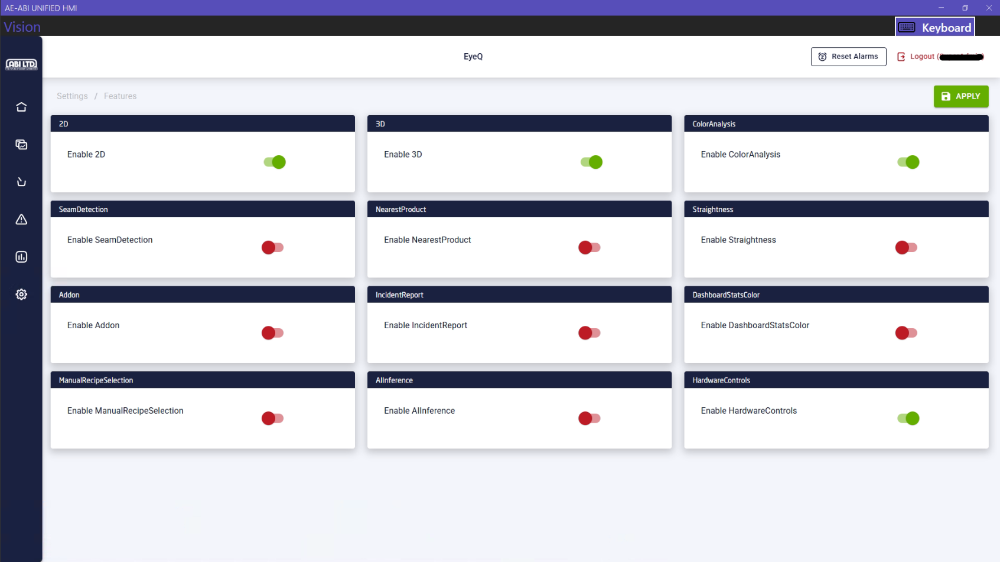 AE-ABI UNIFIED HMI
Vision
Keyboard
ABI LTD
EyeQ
Reset Alarms
Logout (
Settings / Features
APPLY
2D
3D
ColorAnalysis
Enable 2D
Enable 3D
Enable ColorAnalysis
SeamDetection
NearestProduct
Straightness
Enable SeamDetection
Enable NearestProduct
Enable Straightness
Addon
IncidentReport
DashboardStatsColor
Enable Addon
Enable IncidentReport
Enable DashboardStatsColor
ManualRecipeSelection
AIInference
HardwareControls
Enable ManualRecipeSelection
Enable AIInference
Enable HardwareControls